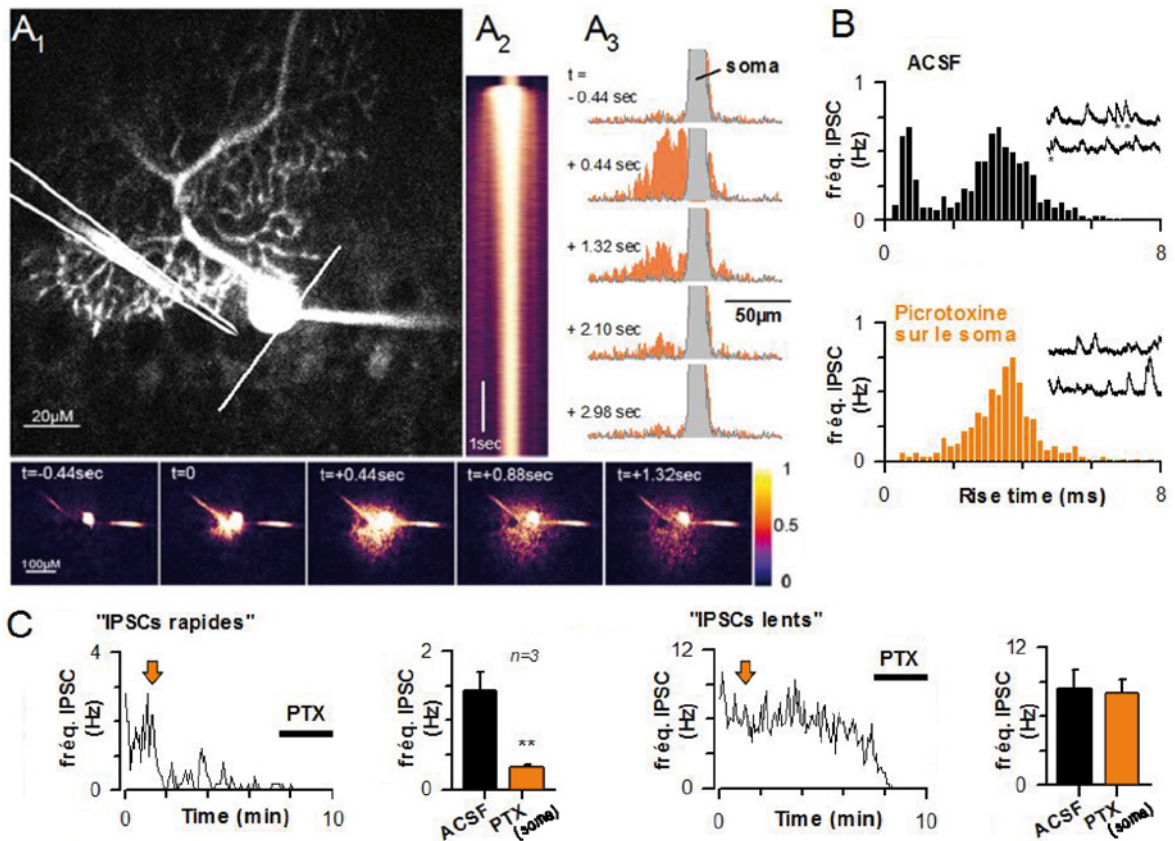 A1
20µM
A2
1sec
A3
t =
- 0.44 sec
soma
+ 0.44 sec
+ 1.32 sec
50µm
+ 2.10 sec
+ 2.98 sec
t=-0.44sec
t=0
t=+0.44sec
t=+0.88sec
t=+1.32sec
100µM
1
0.5
0
B
ACSF
fréq. IPSC
(Hz)
1
0
0
8
* *
*
Picrotoxine
sur le soma
fréq. IPSC
(Hz)
1
0
0
4
8
Rise time (ms)
C
"IPSCs rapides"
fréq. IPSC
(Hz)
4
0
PTX
0
10
Time (min)
fréq. IPSC
(Hz)
2
0
n=3
**
ACSF
PTX
(soma)
"IPSCs lents"
fréq. IPSC
(Hz)
12
0
PTX
0
10
Time (min)
fréq. IPSC
(Hz)
12
0
ACSF
PTX
(soma)